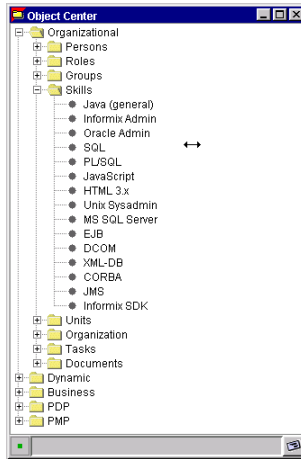 Object Center
Organizational
Persons
Roles
Groups
Skills
Java (general)
Informix Admin
Oracle Admin
SQL
PL/SQL
JavaScript
HTML 3.x
Unix Sysadmin
MS SQL Server
EJB
DCOM
XML-DB
CORBA
JMS
Informix SDK
Units
Organization
Tasks
Documents
Dynamic
Business
PDP
PMP